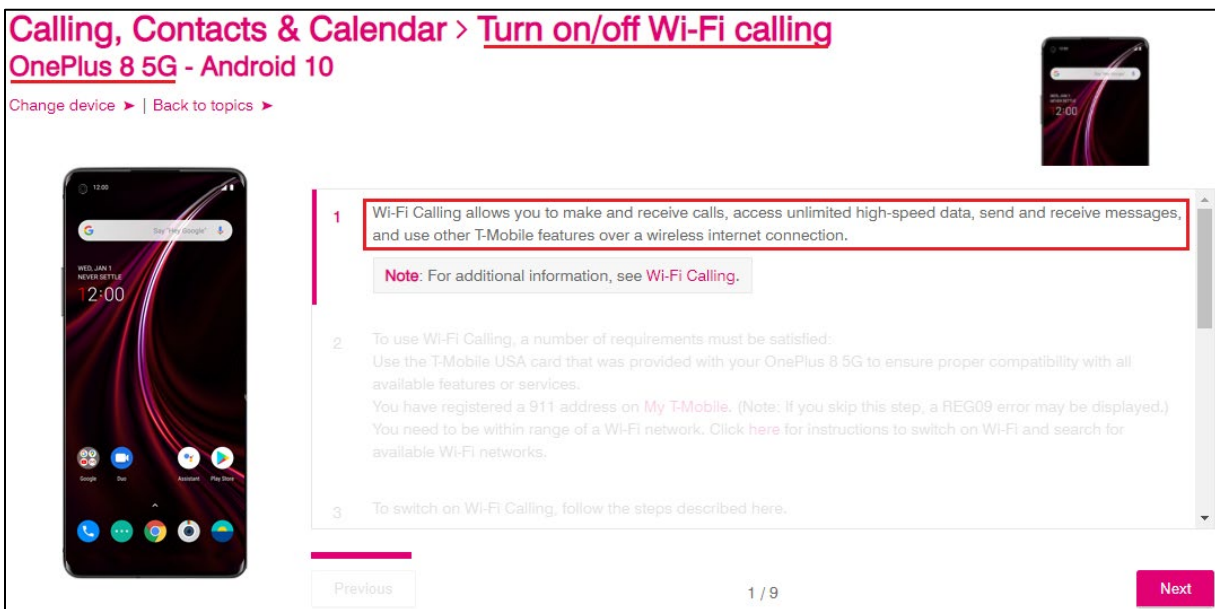 Calling, Contacts & Calendar > Turn on/off Wi-Fi calling
OnePlus 8 5G - Android 10
Change device ➤ | Back to topics ➤
12:00
Say "Hey Google"
WED, JAN 1
NEVER SETTLE
12:00
Google
Duo
Assistant
Play Store
12:00
1
Wi-Fi Calling allows you to make and receive calls, access unlimited high-speed data, send and receive messages,
and use other T-Mobile features over a wireless internet connection.
Note: For additional information, see Wi-Fi Calling.
2
To use Wi-Fi Calling, a number of requirements must be satisfied:
Use the T-Mobile USA card that was provided with your OnePlus 8 5G to ensure proper compatibility with all
available features or services.
You have registered a 911 address on My T-Mobile. (Note: If you skip this step, a REG09 error may be displayed.)
You need to be within range of a Wi-Fi network. Click here for instructions to switch on Wi-Fi and search for
available Wi-Fi networks.
3
To switch on Wi-Fi Calling, follow the steps described here.
Previous
1 / 9
Next